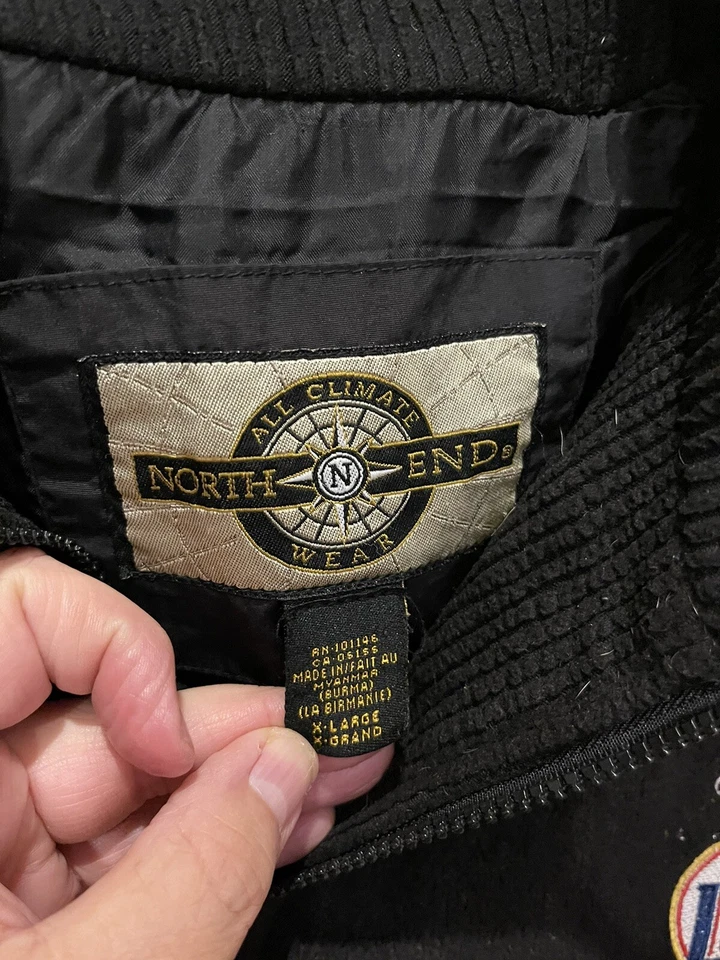 ALL CLIMATE
NORTH N END®
WEAR
RN-101146
CA-05155
MADE IN/FAIT AU
MYANMAR
(BURMA)
(LA BIRMANIE)
X-LARGE
X-GRAND